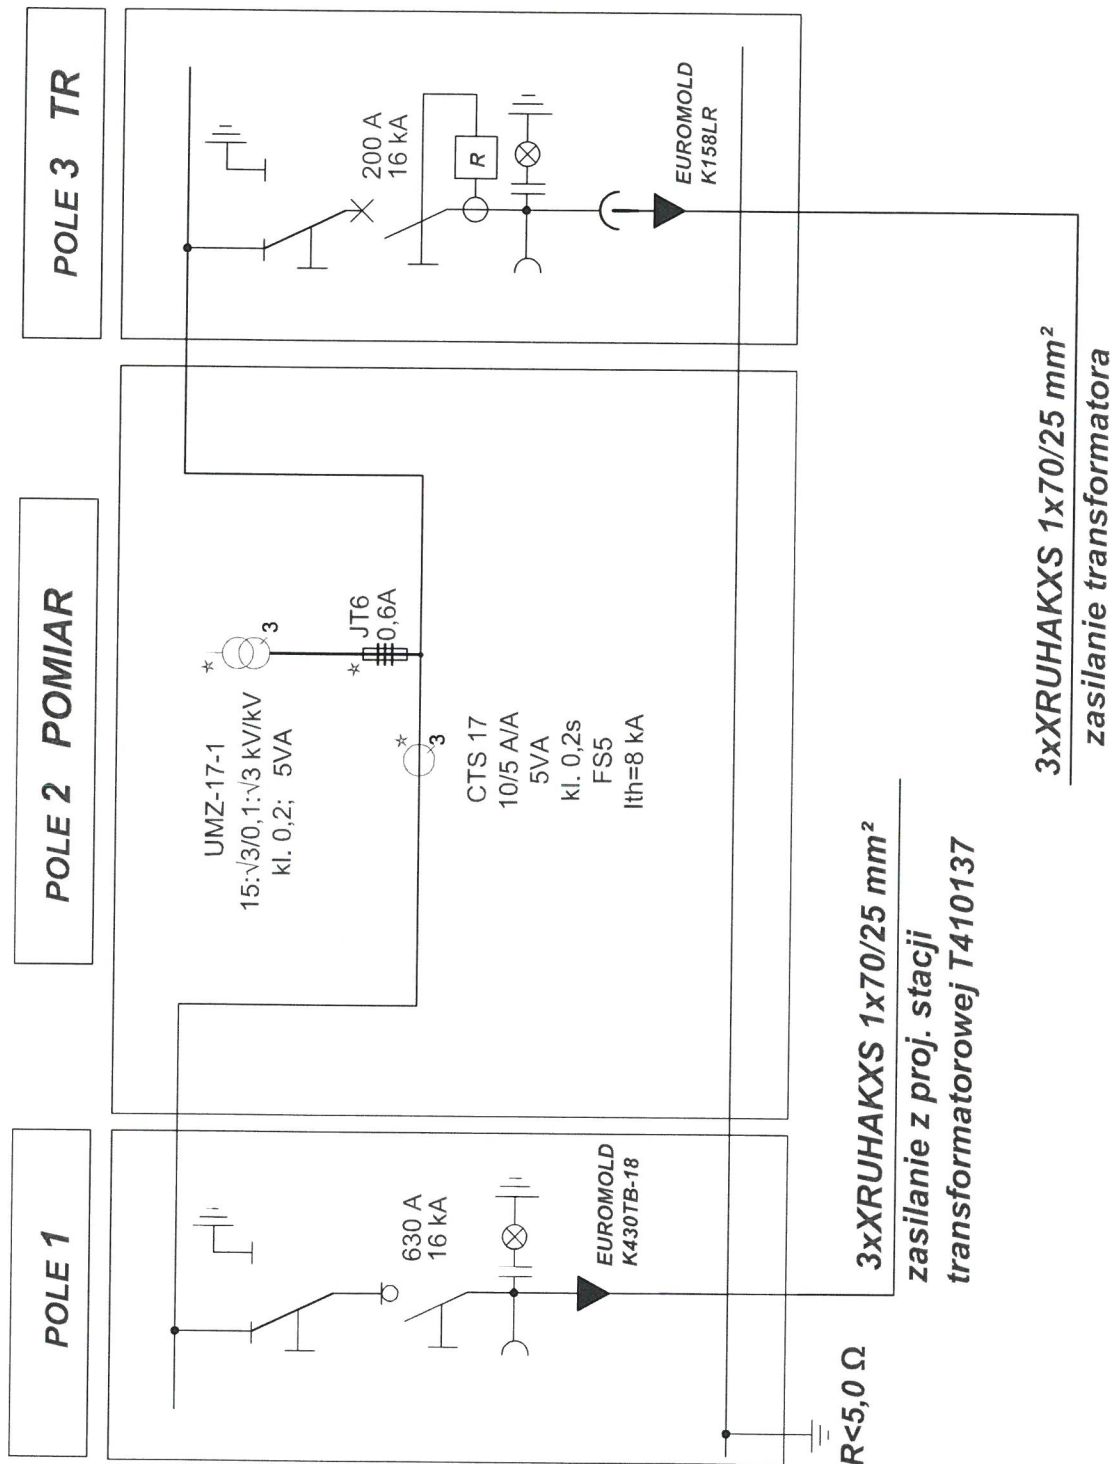 POLE 1
POLE 2 POMIAR
POLE 3 TR
630 A
16 kA
EUROMOLD
K430TB-18
UMZ-17-1
15:√3/0,1:√3 kV/kV
kl. 0,2; 5VA
3
JT6
0,6A
3
CTS 17
10/5 A/A
5VA
kl. 0,2s
FS5
Ith=8 kA
200 A
16 kA
R
EUROMOLD
K158LR
R<5,0 Ω
3xXRUHAKXS 1x70/25 mm²
zasilanie z proj. stacji
transformatorowej T410137
3xXRUHAKXS 1x70/25 mm²
zasilanie transformatora